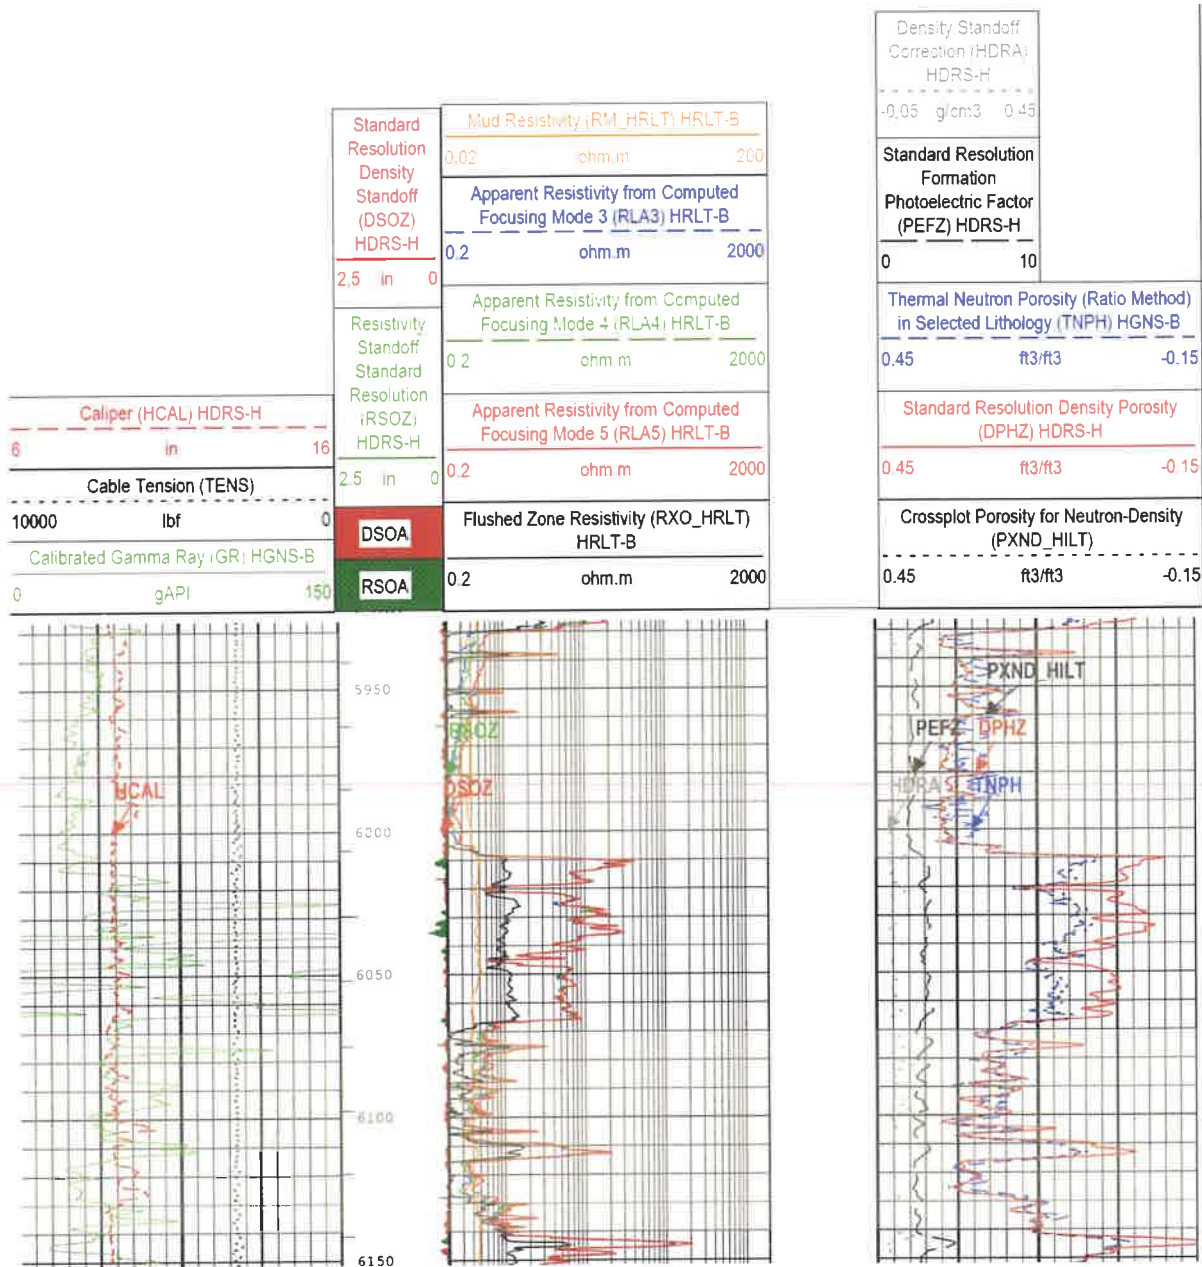 Density Standoff
Correction (HDRA)
HDRS-H
-0.05 g/cm3 0.45
Standard Resolution
Formation
Photoelectric Factor
(PEFZ) HDRS-H
0 10
Thermal Neutron Porosity (Ratio Method)
in Selected Lithology (TNPH) HGNS-B
0.45 ft3/ft3 -0.15
Standard Resolution Density Porosity
(DPHZ) HDRS-H
0.45 ft3/ft3 -0.15
Crossplot Porosity for Neutron-Density
(PXND_HILT)
0.45 ft3/ft3 -0.15
Mud Resistivity (RM_HRLT) HRLT-B
0.02 ohm.m 200
Apparent Resistivity from Computed
Focusing Mode 3 (RLA3) HRLT-B
0.2 ohm.m 2000
Apparent Resistivity from Computed
Focusing Mode 4 (RLA4) HRLT-B
0.2 ohm.m 2000
Apparent Resistivity from Computed
Focusing Mode 5 (RLA5) HRLT-B
0.2 ohm.m 2000
Flushed Zone Resistivity (RXO_HRLT)
HRLT-B
0.2 ohm.m 2000
Standard
Resolution
Density
Standoff
(DSOZ)
HDRS-H
2.5 in 0
Resistivity
Standoff
Standard
Resolution
(RSOZ)
HDRS-H
2.5 in 0
DSOA
RSOA
Caliper (HCAL) HDRS-H
6 in 16
Cable Tension (TENS)
10000 lbf 0
Calibrated Gamma Ray (GR) HGNS-B
0 gAPI 150
HCAL
5950
6000
6050
6100
6150
RSOZ
DSOZ
PXND_HILT
PEFZ DPHZ
HDRA TNPH